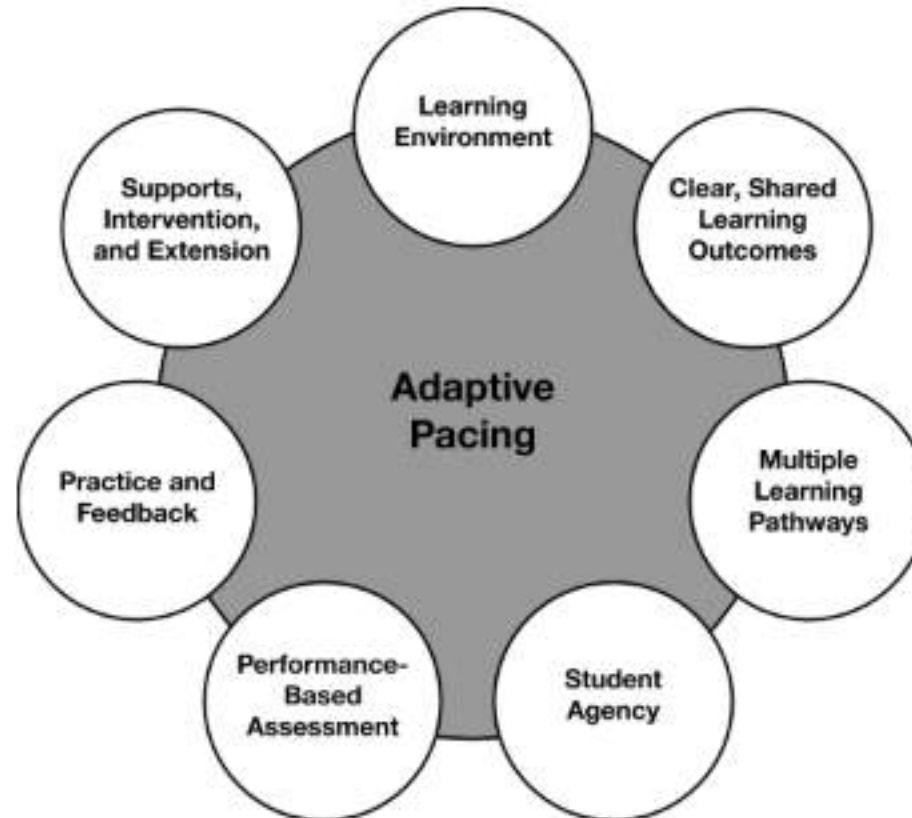 Learning
Environment
Clear, Shared
Learning
Outcomes
Multiple
Learning
Pathways
Student
Agency
Performance-
Based
Assessment
Practice and
Feedback
Supports,
Intervention,
and Extension
Adaptive
Pacing